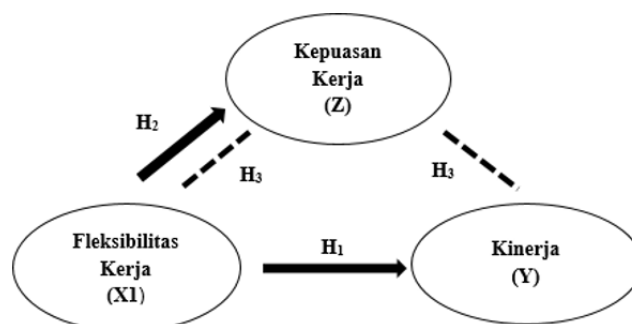 Kepuasan
Kerja
(Z)
H₂
H₃
H₃
Fleksibilitas
Kerja
(X1)
H₁
Kinerja
(Y)